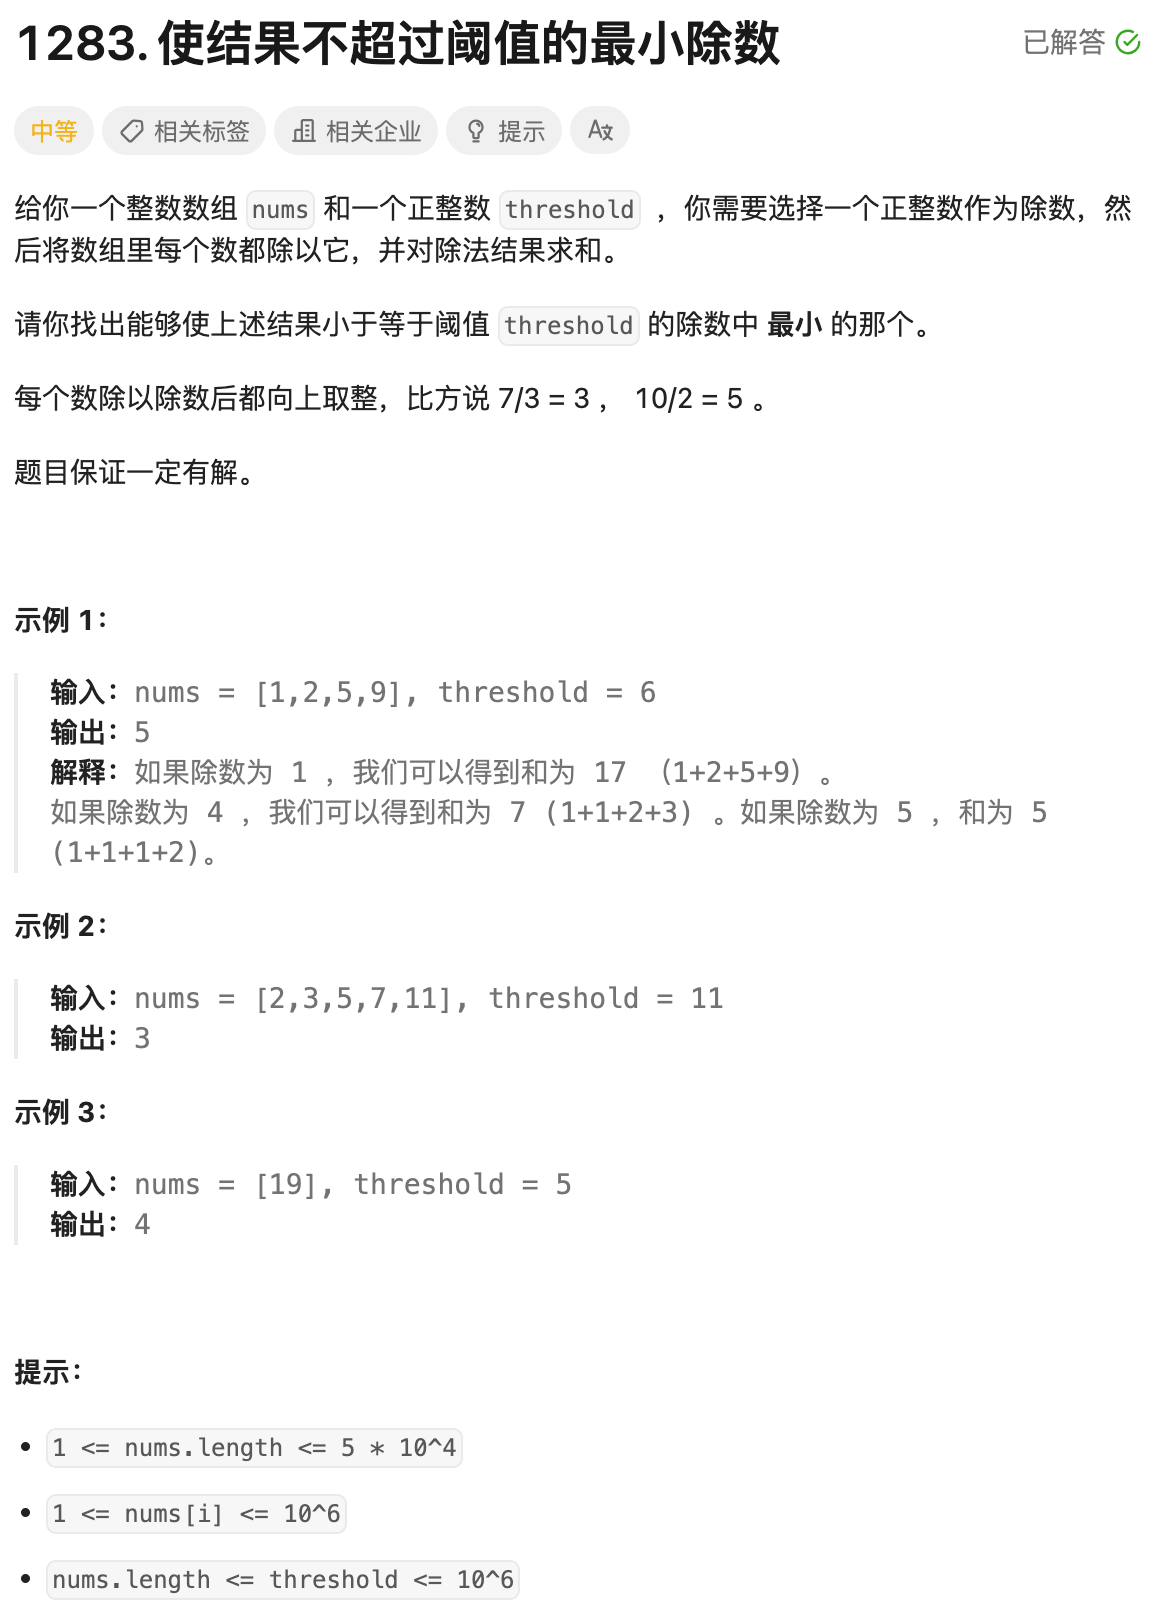 1283. 使结果不超过阈值的最小除数
已解答
中等
相关标签
相关企业
提示
给你一个整数数组 nums 和一个正整数 threshold ，你需要选择一个正整数作为除数，然
后将数组里每个数都除以它，并对除法结果求和。
请你找出能够使上述结果小于等于阈值 threshold 的除数中 最小 的那个。
每个数除以除数后都向上取整，比方说 7/3 = 3 ， 10/2 = 5 。
题目保证一定有解。
示例 1：
输入：nums = [1,2,5,9], threshold = 6
输出：5
解释：如果除数为 1 ，我们可以得到和为 17 （1+2+5+9）。
如果除数为 4 ，我们可以得到和为 7 (1+1+2+3) 。如果除数为 5 ，和为 5
(1+1+1+2)。
示例 2：
输入：nums = [2,3,5,7,11], threshold = 11
输出：3
示例 3：
输入：nums = [19], threshold = 5
输出：4
提示：
1 <= nums.length <= 5 * 10^4
1 <= nums[i] <= 10^6
nums.length <= threshold <= 10^6